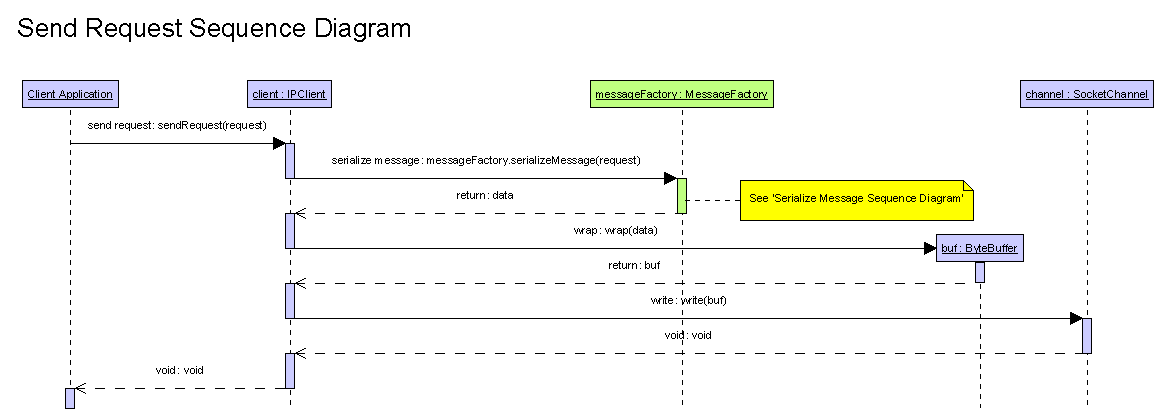 Send Request Sequence Diagram
Client Application
client : IPClient
messageFactory : MessageFactory
channel : SocketChannel
send request: sendRequest(request)
serialize message: messageFactory.serializeMessage(request)
return: data
See 'Serialize Message Sequence Diagram'
wrap: wrap(data)
buf : ByteBuffer
return: buf
write: write(buf)
void: void
void: void